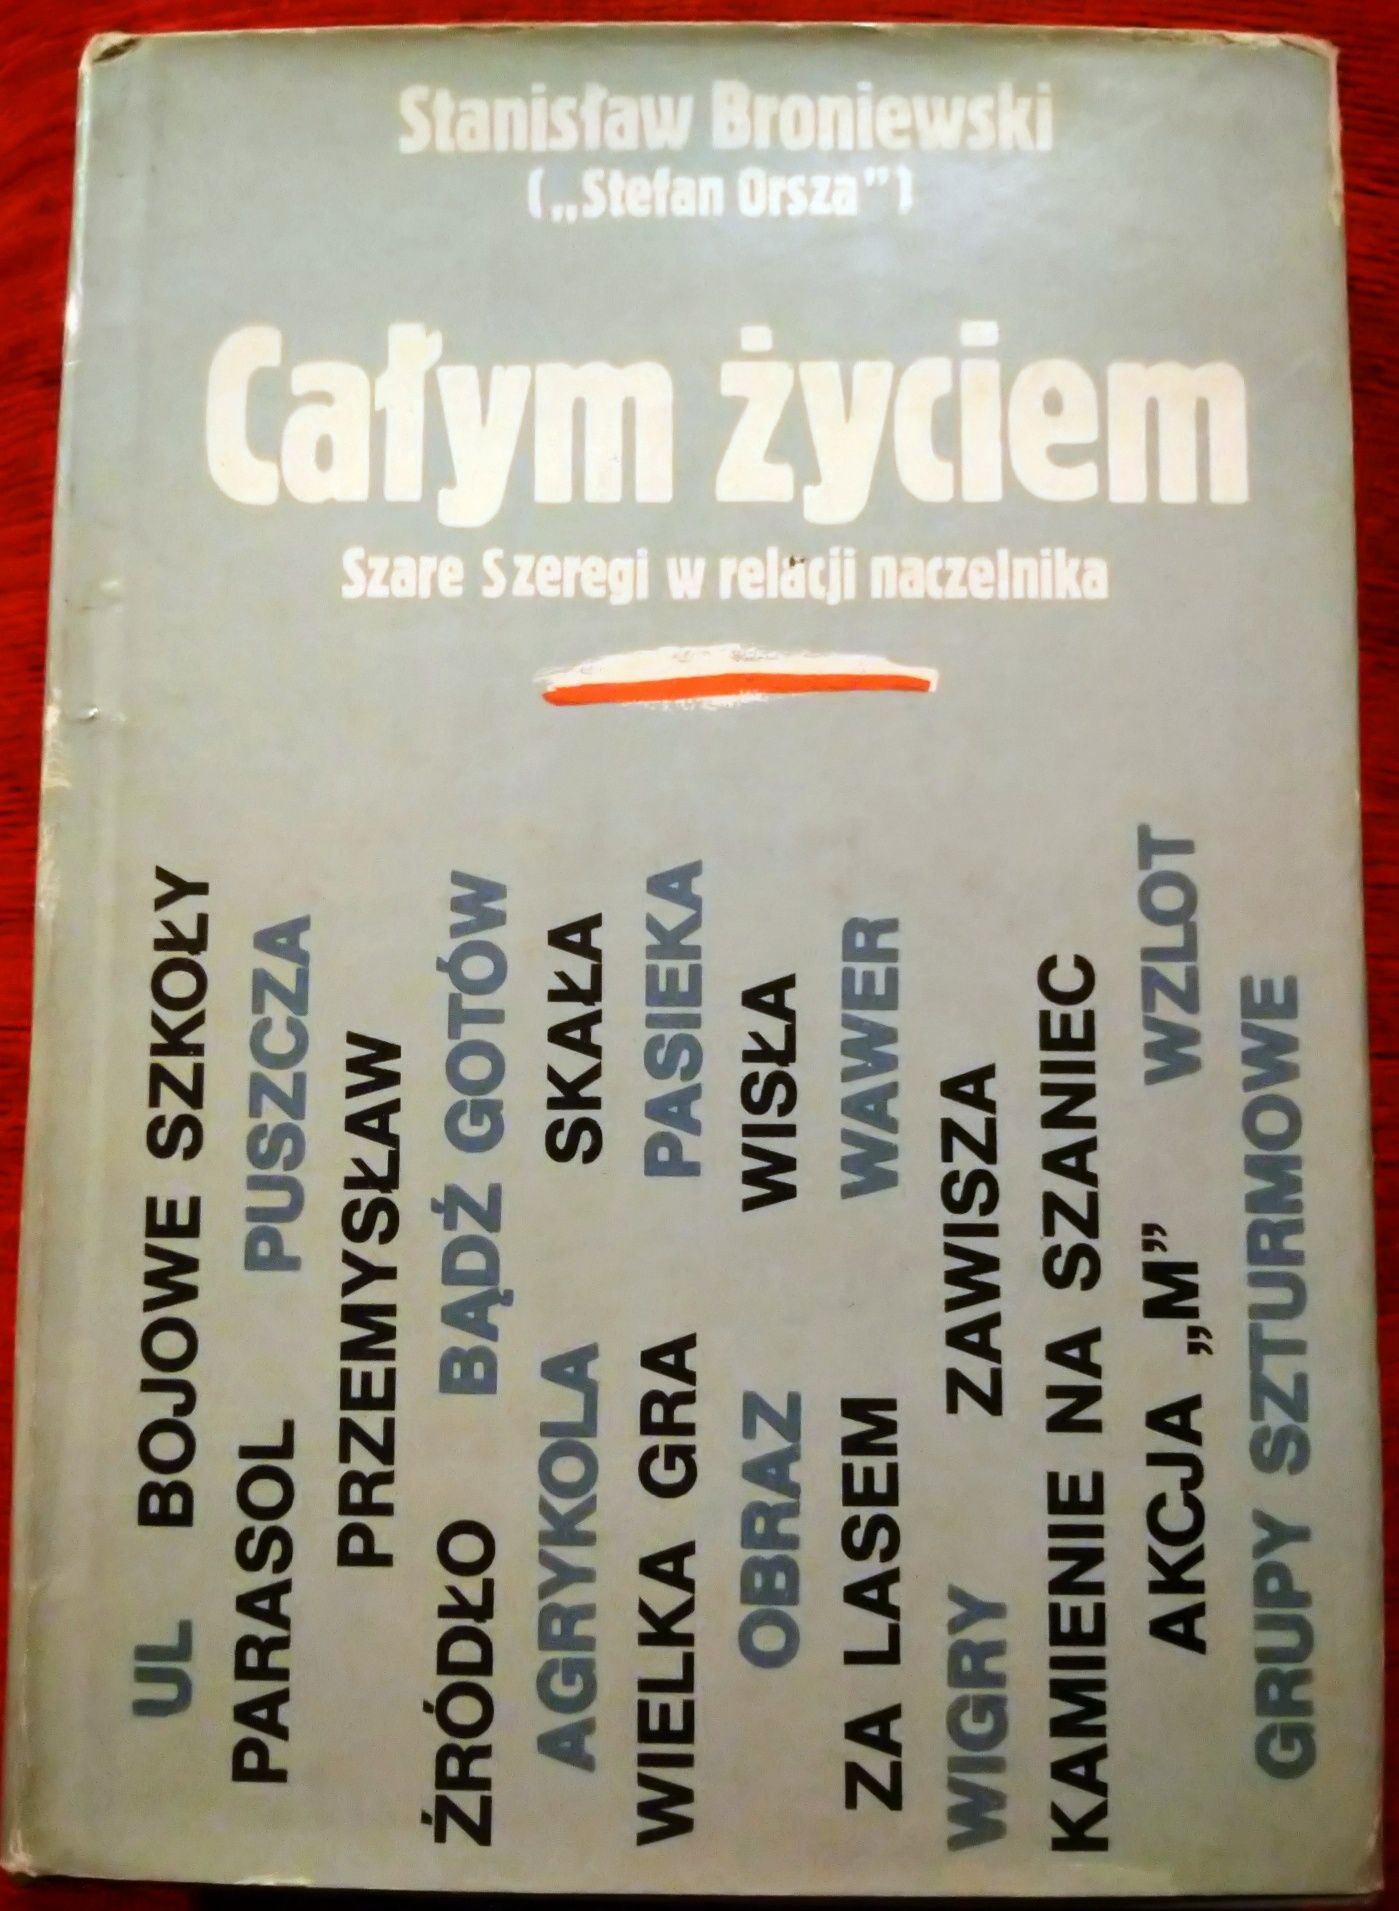 Stanisław Broniewski
(„Stefan Orsza”)
Całym życiem
Szare Szeregi w relacji naczelnika
UL BOJOWE SZKOŁY
PARASOL PUSZCZA
PRZEMYSŁAW
ŹRÓDŁO BĄDŹ GOTÓW
AGRYKOLA SKAŁA
WIELKA GRA PASIEKA
OBRAZ WISŁA
ZA LASEM WAWER
WIGRY ZAWISZA
KAMIENIE NA SZANIEC
AKCJA „M” WZLOT
GRUPY SZTURMOWE